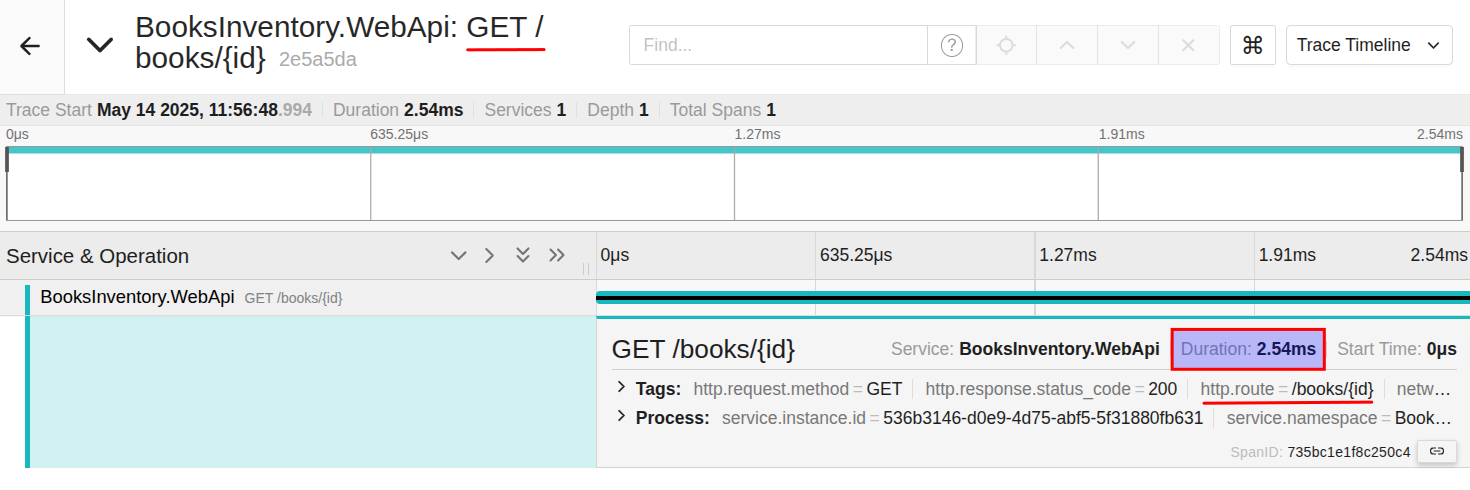 BooksInventory.WebApi: GET /
books/{id} 2e5a5da
Find...
?
⌘
Trace Timeline
Trace Start May 14 2025, 11:56:48.994 Duration 2.54ms Services 1 Depth 1 Total Spans 1
0μs 635.25μs 1.27ms 1.91ms 2.54ms
Service & Operation 0μs 635.25μs 1.27ms 1.91ms 2.54ms
BooksInventory.WebApi GET /books/{id}
GET /books/{id} Service: BooksInventory.WebApi Duration: 2.54ms Start Time: 0μs
Tags: http.request.method = GET http.response.status_code = 200 http.route = /books/{id} netw…
Process: service.instance.id = 536b3146-d0e9-4d75-abf5-5f31880fb631 service.namespace = Book…
SpanID: 735bc1e1f8c250c4